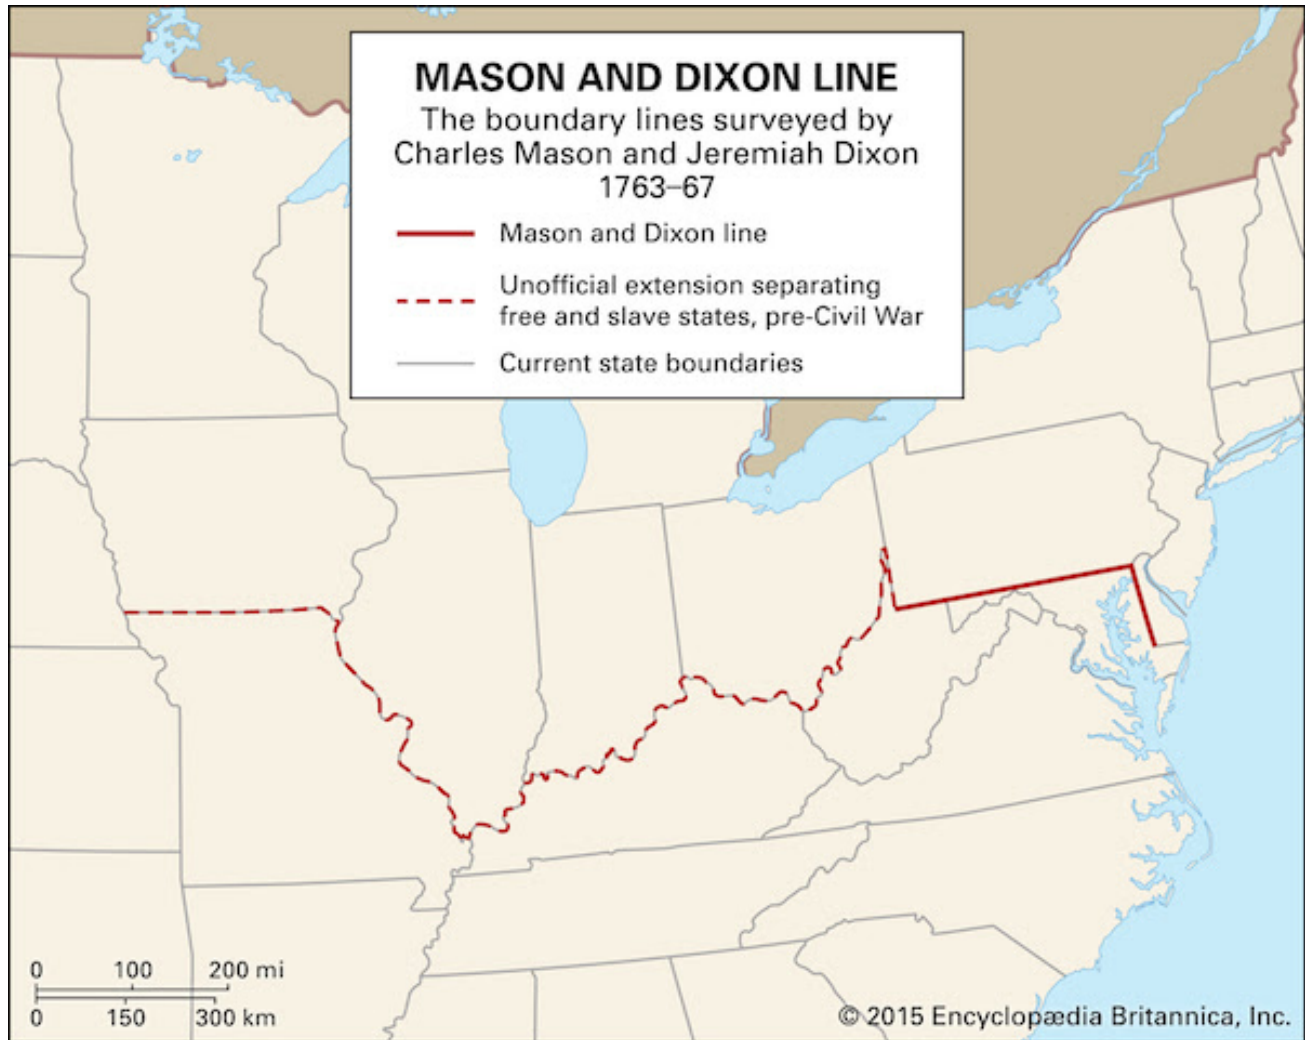 MASON AND DIXON LINE
The boundary lines surveyed by
Charles Mason and Jeremiah Dixon
1763–67
Mason and Dixon line
Unofficial extension separating
free and slave states, pre-Civil War
Current state boundaries
0 100 200 mi
0 150 300 km
© 2015 Encyclopædia Britannica, Inc.